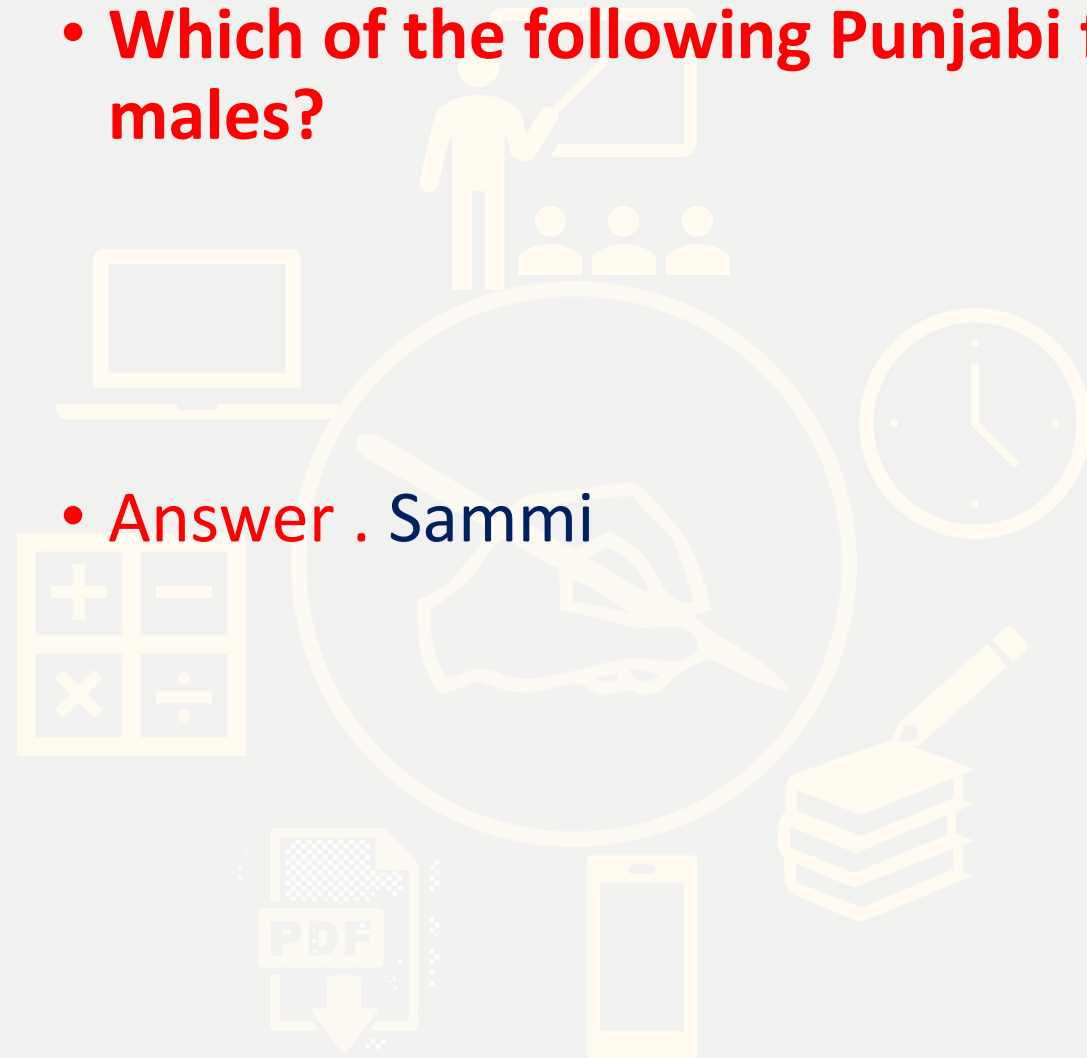 • Which of the following Punjabi
males?
• Answer . Sammi
PDF